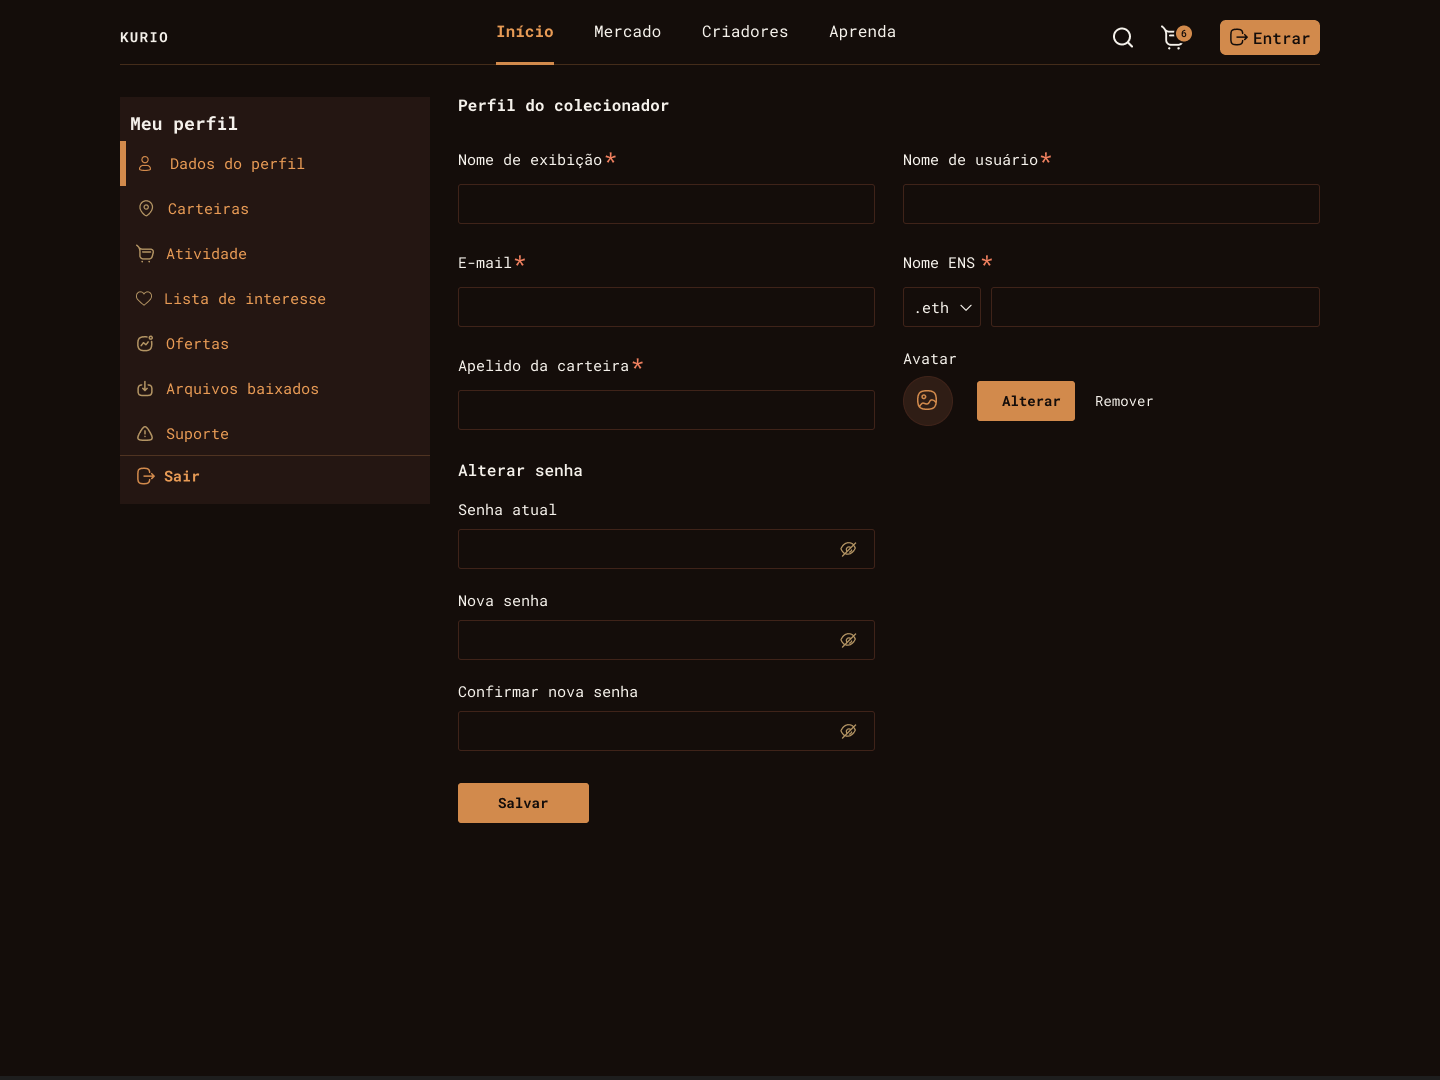 KURIO
Início
Mercado
Criadores
Aprenda
6
Entrar
Meu perfil
Dados do perfil
Carteiras
Atividade
Lista de interesse
Ofertas
Arquivos baixados
Suporte
Sair
Perfil do colecionador
Nome de exibição*
Nome de usuário*
E-mail*
Nome ENS *
.eth
Apelido da carteira*
Avatar
Alterar
Remover
Alterar senha
Senha atual
Nova senha
Confirmar nova senha
Salvar